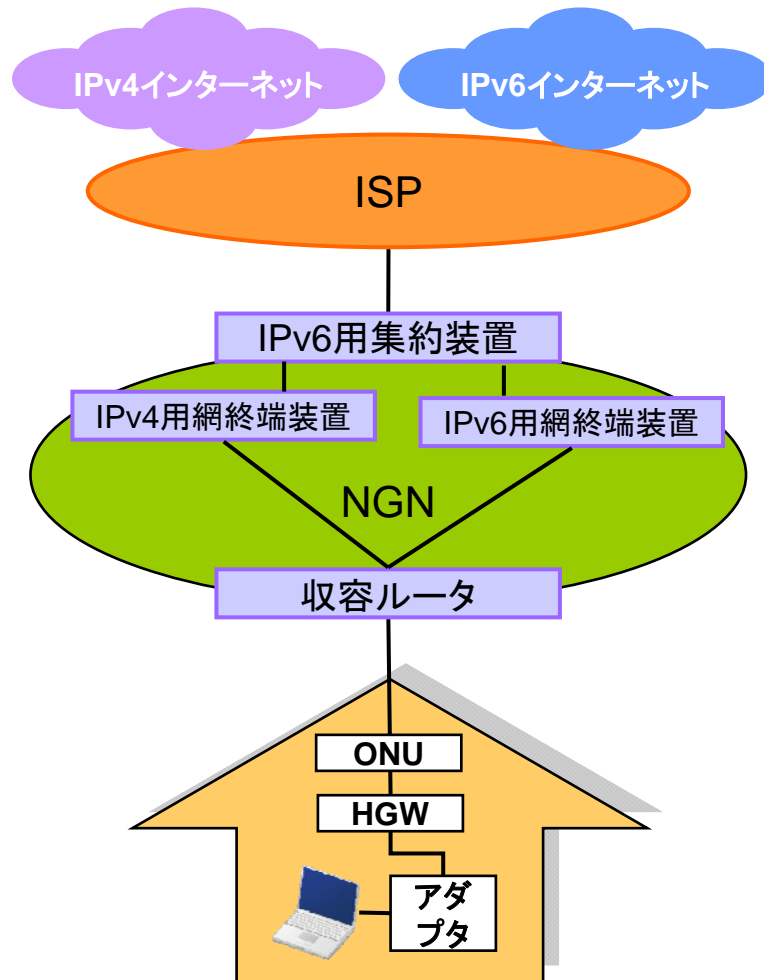 IPv4インターネット
IPv6インターネット
ISP
IPv6用集約装置
IPv4用網終端装置
IPv6用網終端装置
NGN
収容ルータ
ONU
HGW
アダ
プタ